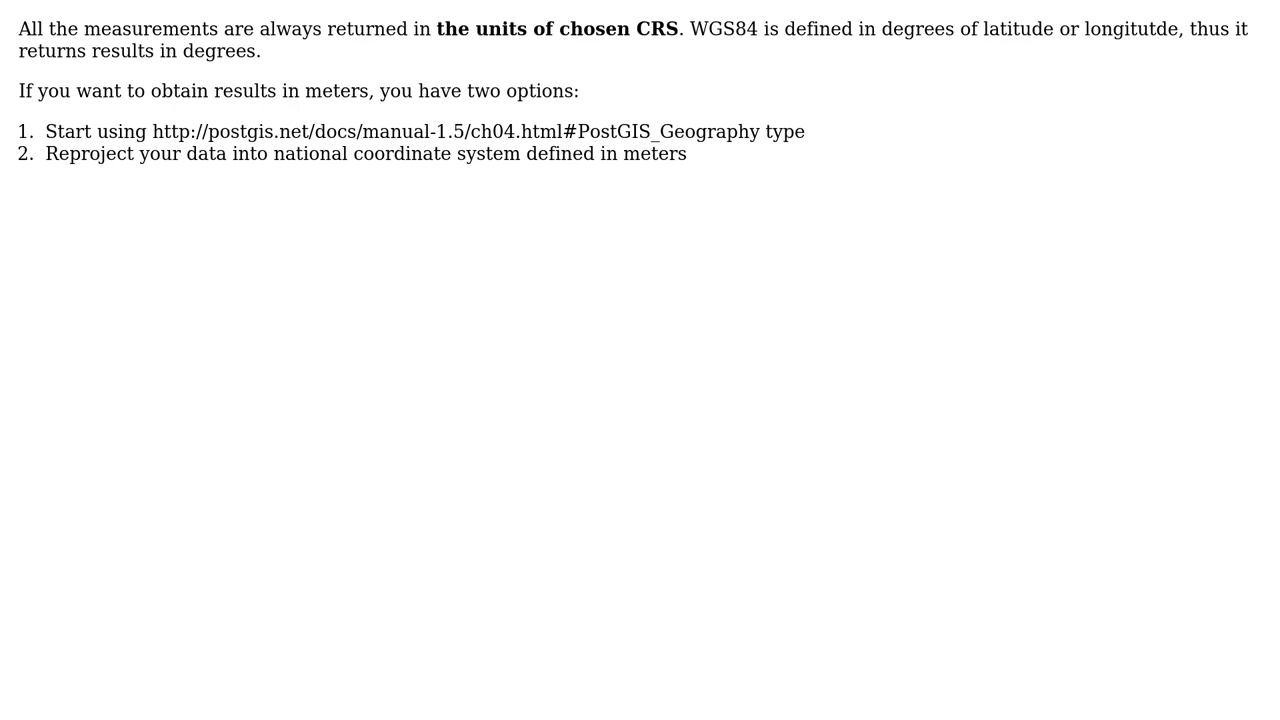 All the measurements are always returned in the units of chosen CRS. WGS84 is defined in degrees of latitude or longitutde, thus it
returns results in degrees.
If you want to obtain results in meters, you have two options:
1. Start using http://postgis.net/docs/manual-1.5/ch04.html#PostGIS_Geography type
2. Reproject your data into national coordinate system defined in meters